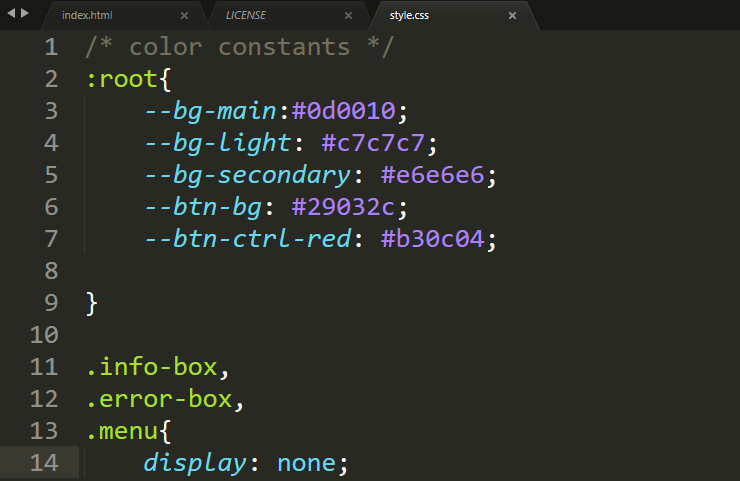 index.html × LICENSE × style.css ×
1 /* color constants */
2 :root{
3 --bg-main:#0d0010;
4 --bg-light: #c7c7c7;
5 --bg-secondary: #e6e6e6;
6 --btn-bg: #29032c;
7 --btn-ctrl-red: #b30c04;
8
9 }
10
11 .info-box,
12 .error-box,
13 .menu{
14 display: none;